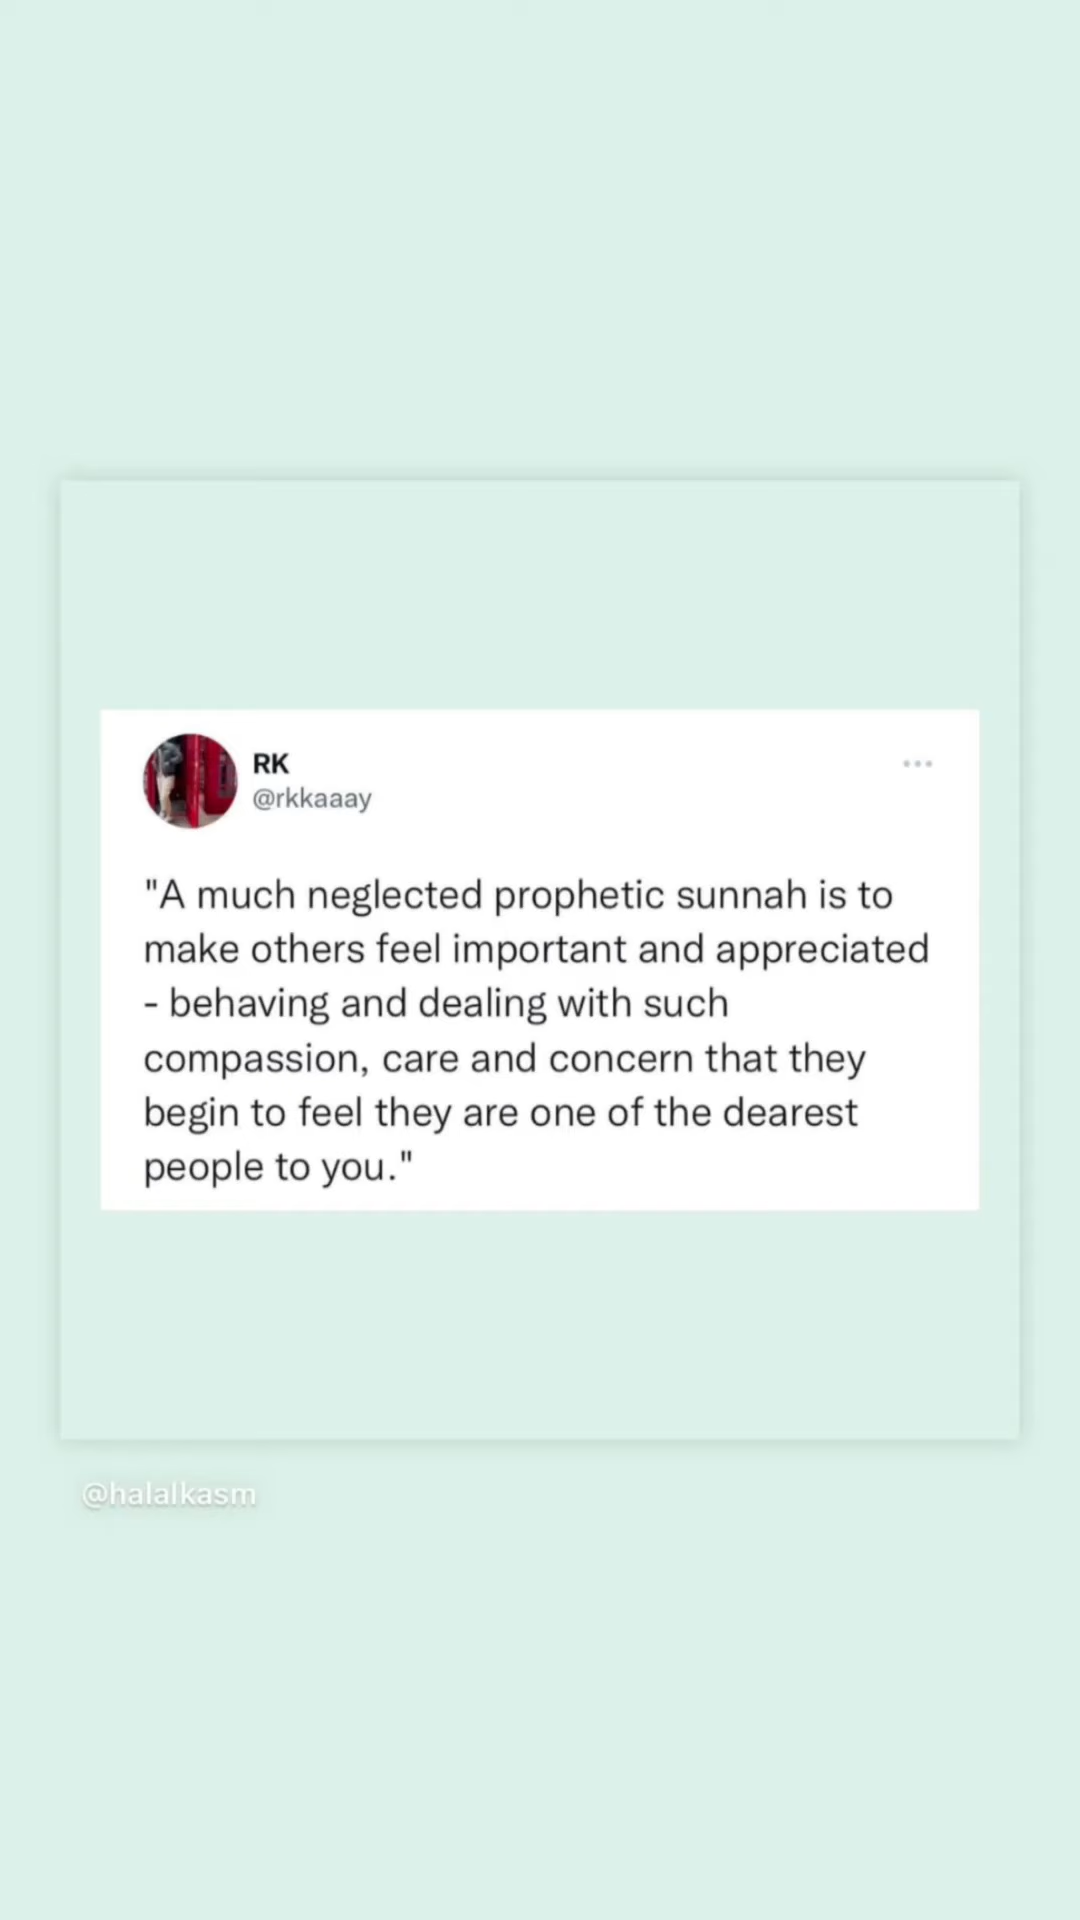 RK
@rkkaaay
"A much neglected prophetic sunnah is to
make others feel important and appreciated
- behaving and dealing with such
compassion, care and concern that they
begin to feel they are one of the dearest
people to you."
@halalkasm